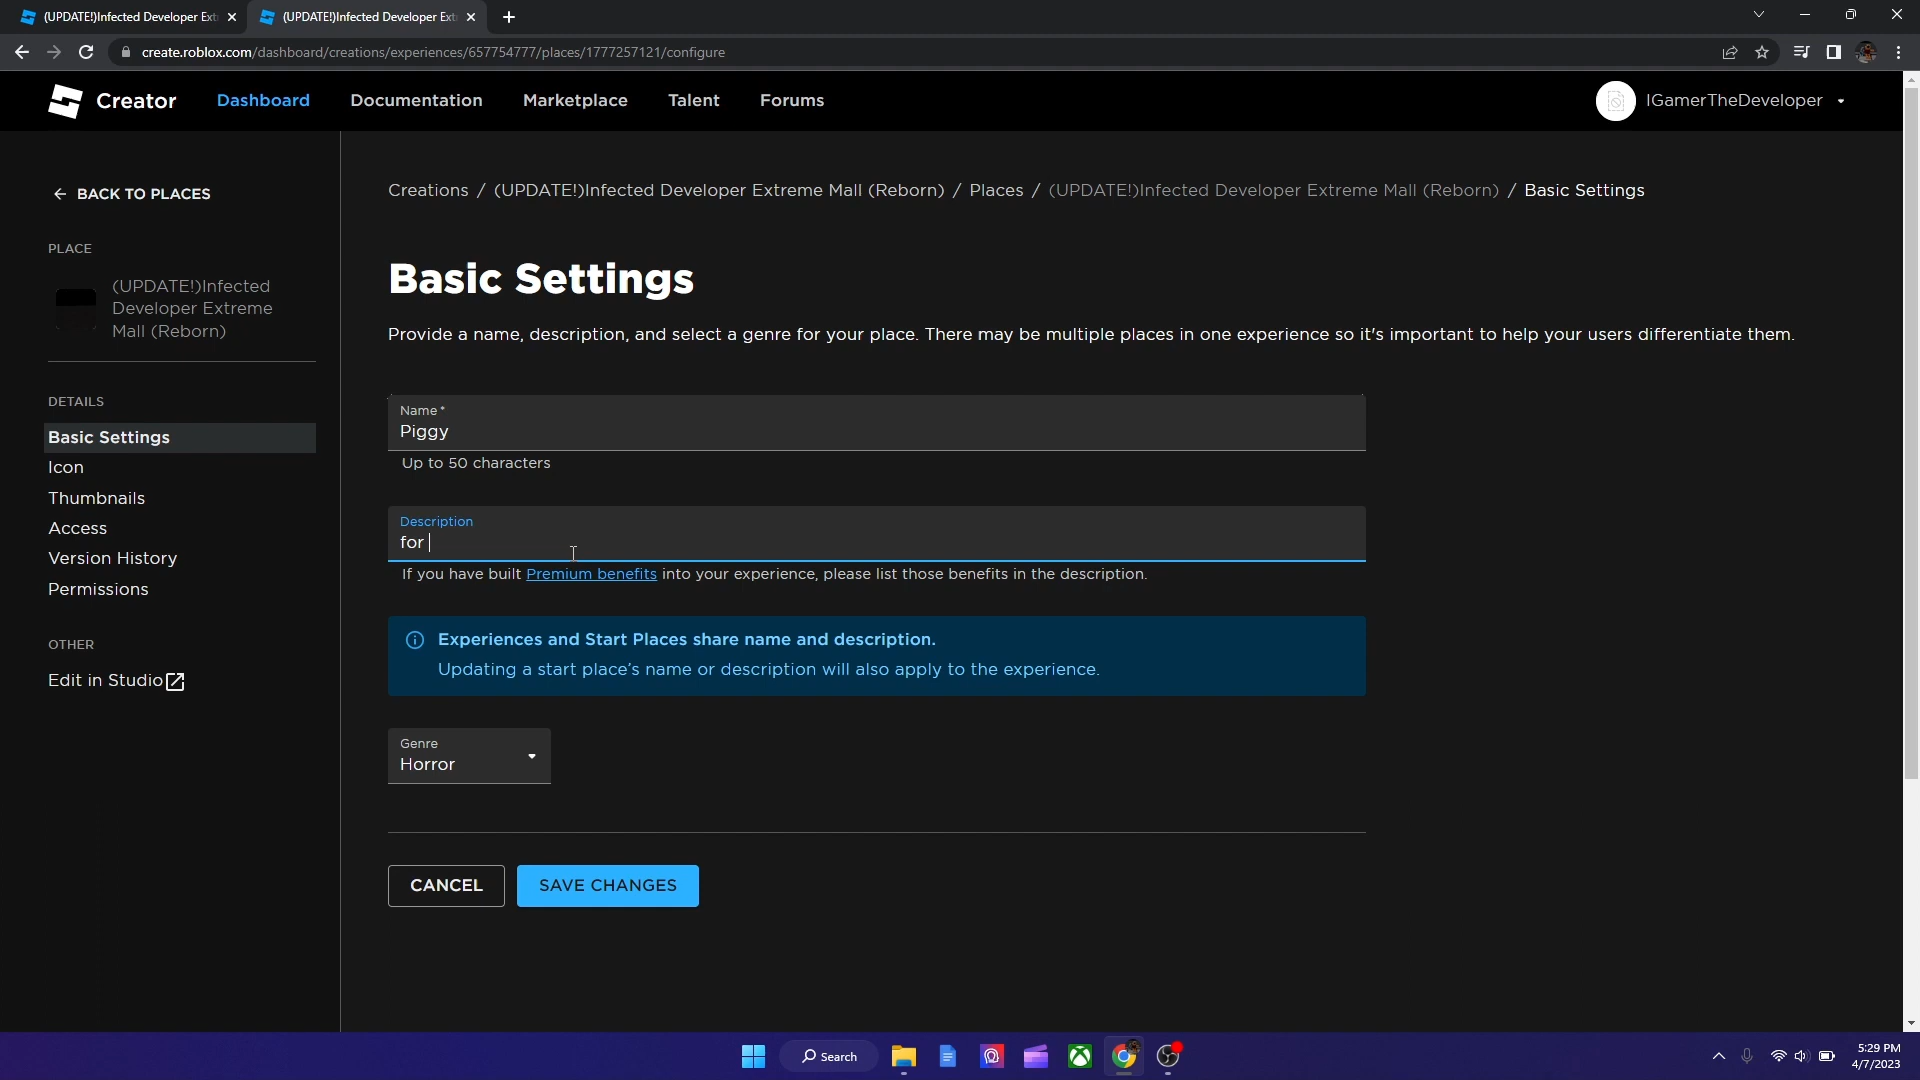 (UPDATE!)Infected Developer Ext
(UPDATE!)Infected Developer Ext
create.roblox.com/dashboard/creations/experiences/657754777/places/1777257121/configure
Creator
Dashboard
Documentation
Marketplace
Talent
Forums
IGamerTheDeveloper
BACK TO PLACES
PLACE
(UPDATE!)Infected
Developer Extreme
Mall (Reborn)
DETAILS
Basic Settings
Icon
Thumbnails
Access
Version History
Permissions
OTHER
Edit in Studio
Creations / (UPDATE!)Infected Developer Extreme Mall (Reborn) / Places / (UPDATE!)Infected Developer Extreme Mall (Reborn) / Basic Settings
Basic Settings
Provide a name, description, and select a genre for your place. There may be multiple places in one experience so it's important to help your users differentiate them.
Name*
Piggy
Up to 50 characters
Description
for
If you have built Premium benefits into your experience, please list those benefits in the description.
Experiences and Start Places share name and description.
Updating a start place’s name or description will also apply to the experience.
Genre
Horror
CANCEL
SAVE CHANGES
Search
5:29 PM
4/7/2023